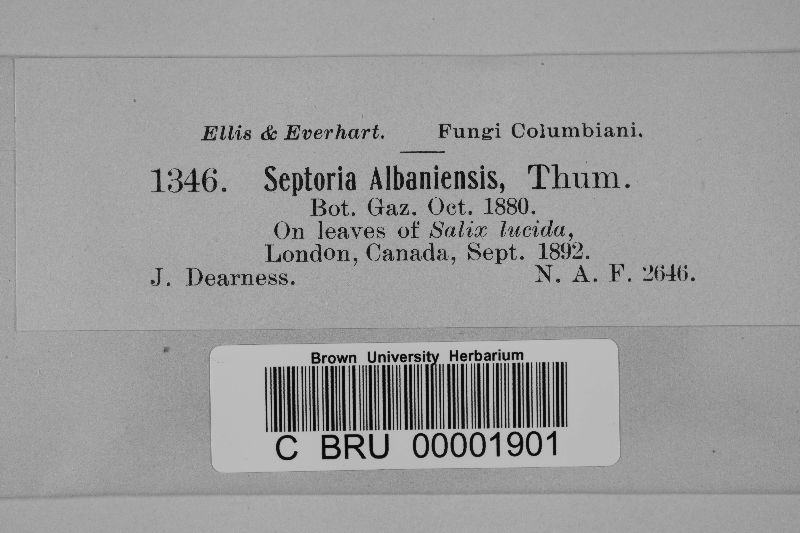 Ellis & Everhart. Fungi Columbiani.
1346. Septoria Albaniensis, Thum.
Bot. Gaz. Oct. 1880.
On leaves of Salix lucida,
London, Canada, Sept. 1892.
J. Dearness. N. A. F. 2646.
Brown University Herbarium
C BRU 00001901